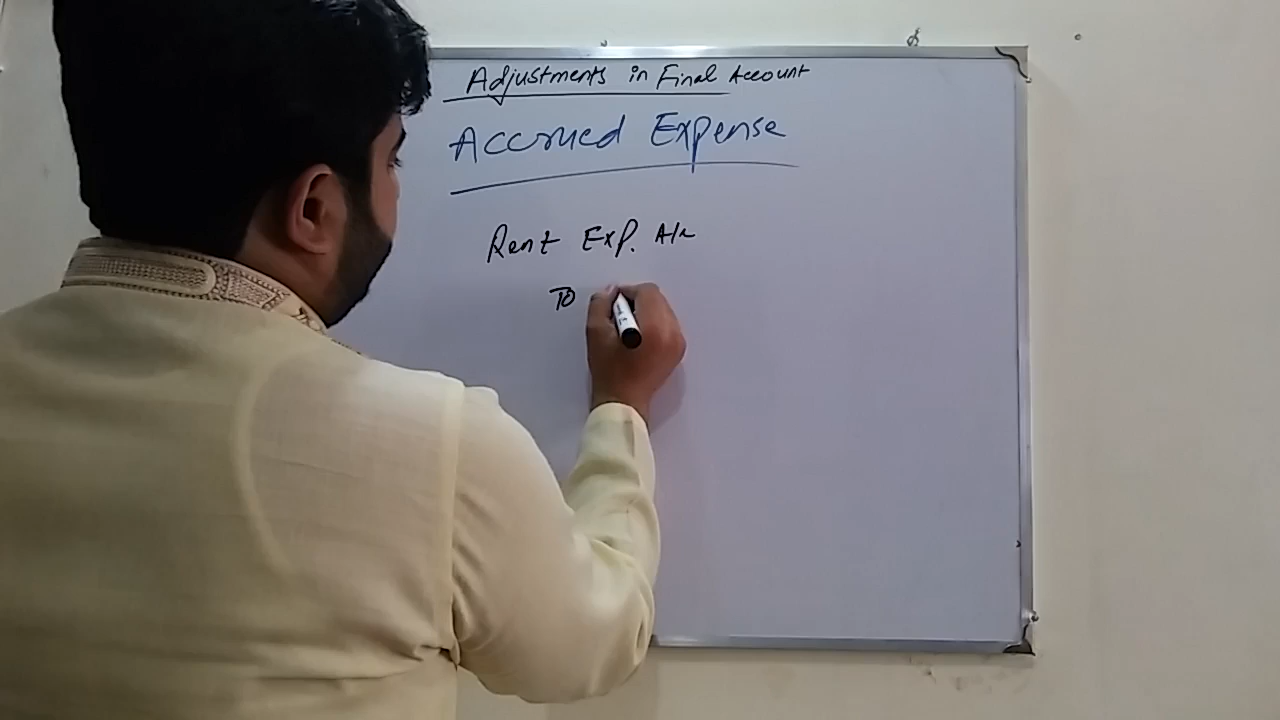 Adjustments in Final Account
Accrued Expense
Rent Exp. A/c
To